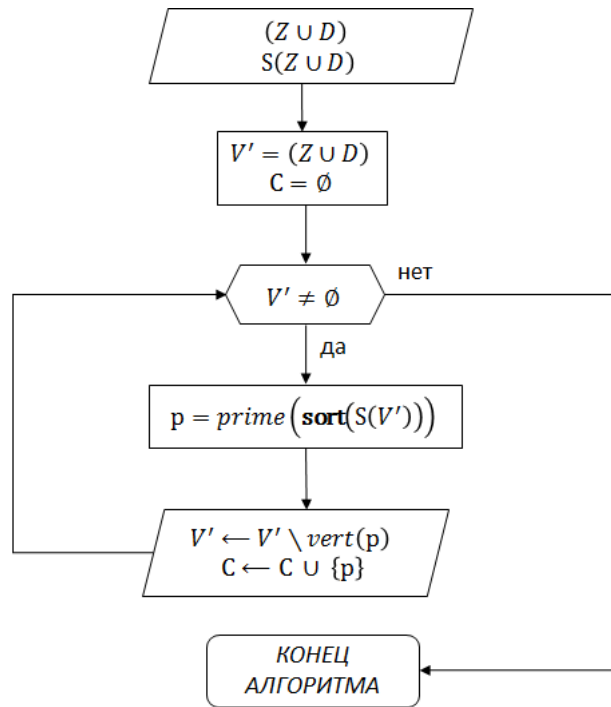 (Z ∪ D)
S(Z ∪ D)
V′ = (Z ∪ D)
C = ∅
V′ ≠ ∅
нет
да
p = prime(sort(S(V′)))
V′ ⟵ V′ \ vert(p)
C ⟵ C ∪ {p}
КОНЕЦ
АЛГОРИТМА